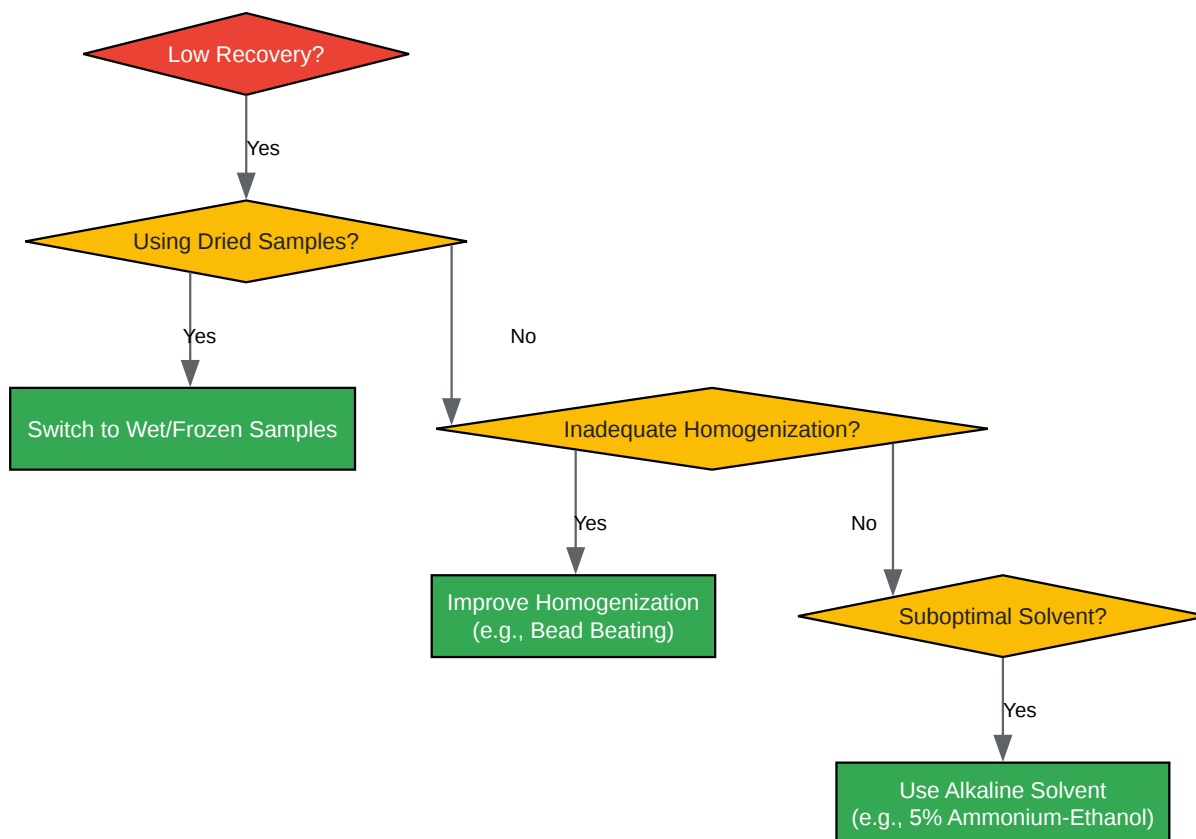 Low Recovery?
Yes
Using Dried Samples?
Yes
No
Switch to Wet/Frozen Samples
Inadequate Homogenization?
Yes
No
Improve Homogenization
(e.g., Bead Beating)
Suboptimal Solvent?
Yes
Use Alkaline Solvent
(e.g., 5% Ammonium-Ethanol)